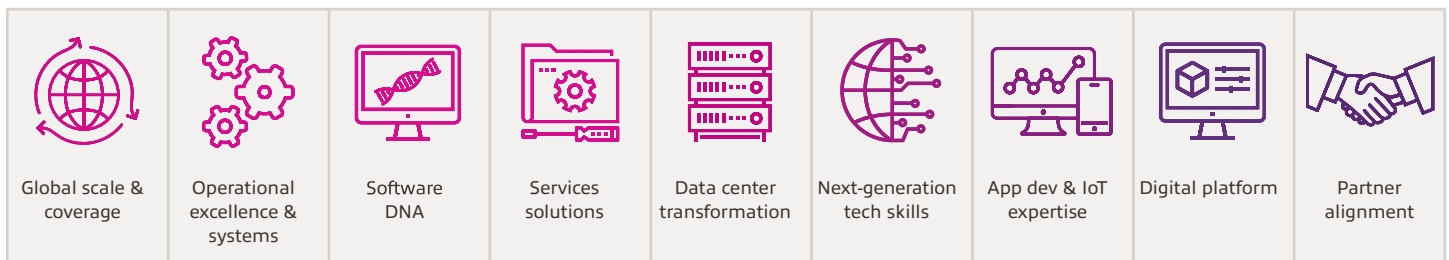 Global scale &
coverage
Operational
excellence &
systems
Software
DNA
Services
solutions
Data center
transformation
Next-generation
tech skills
App dev & IoT
expertise
Digital platform
Partner
alignment